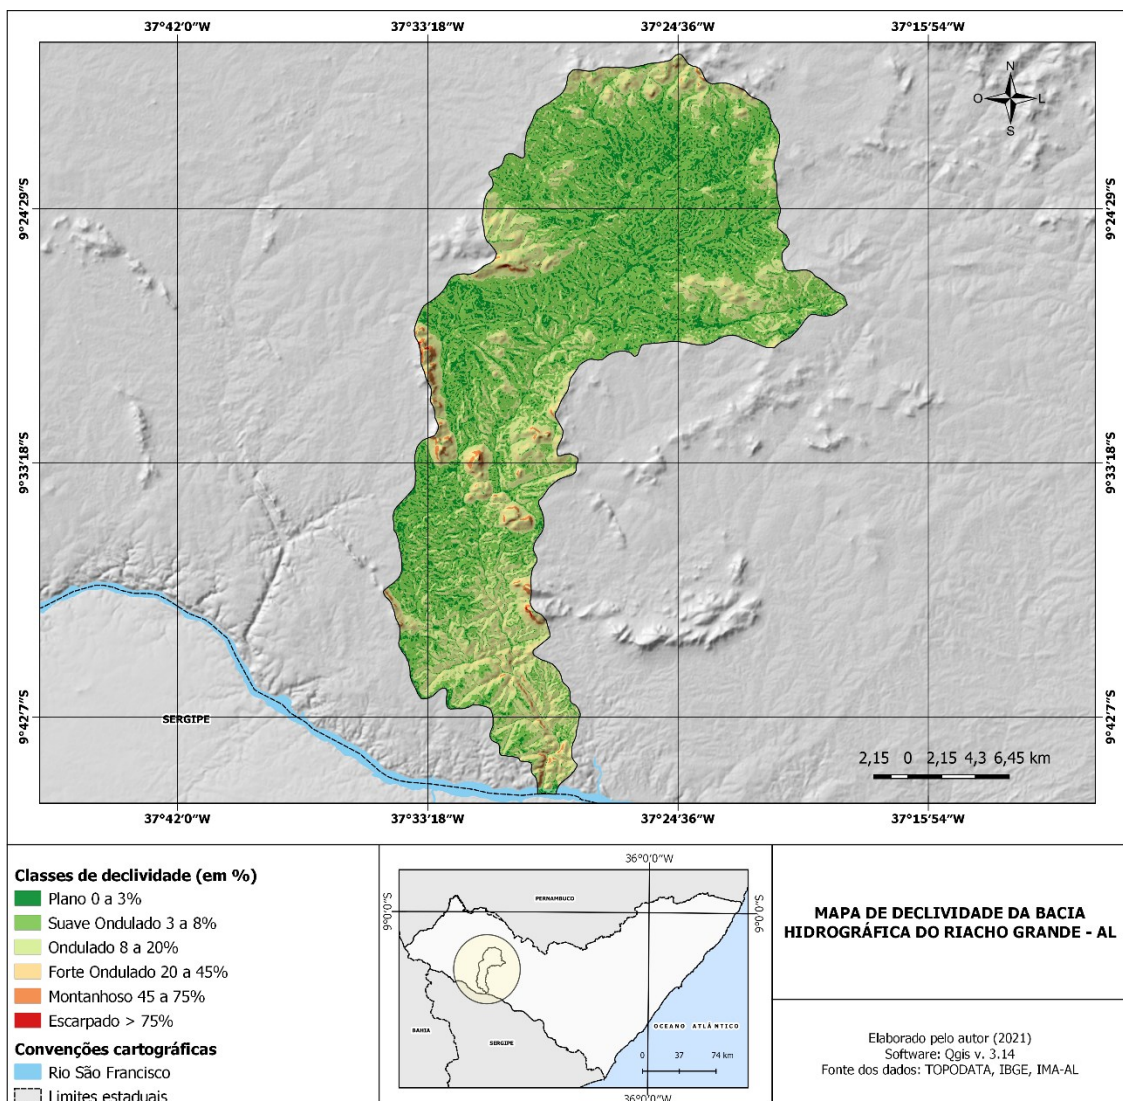 37°42'0"W
37°33'18"W
37°24'36"W
37°15'54"W
N
O
L
S
9°24'29"S
9°24'29"S
9°33'18"S
9°33'18"S
9°42'7"S
9°42'7"S
SERGIPE
2,15 0 2,15 4,3 6,45 km
37°42'0"W
37°33'18"W
37°24'36"W
37°15'54"W
Classes de declividade (em %)
Plano 0 a 3%
Suave Ondulado 3 a 8%
Ondulado 8 a 20%
Forte Ondulado 20 a 45%
Montanhoso 45 a 75%
Escarpado > 75%
Convenções cartográficas
Rio São Francisco
Limites estaduais
36°0'0"W
PERNAMBUCO
9°0'0"S
9°0'0"S
BAHIA
SERGIPE
OCEANO ATLÂNTICO
0 37 74 km
36°0'0"W
MAPA DE DECLIVIDADE DA BACIA
HIDROGRÁFICA DO RIACHO GRANDE - AL
Elaborado pelo autor (2021)
Software: Qgis v. 3.14
Fonte dos dados: TOPODATA, IBGE, IMA-AL